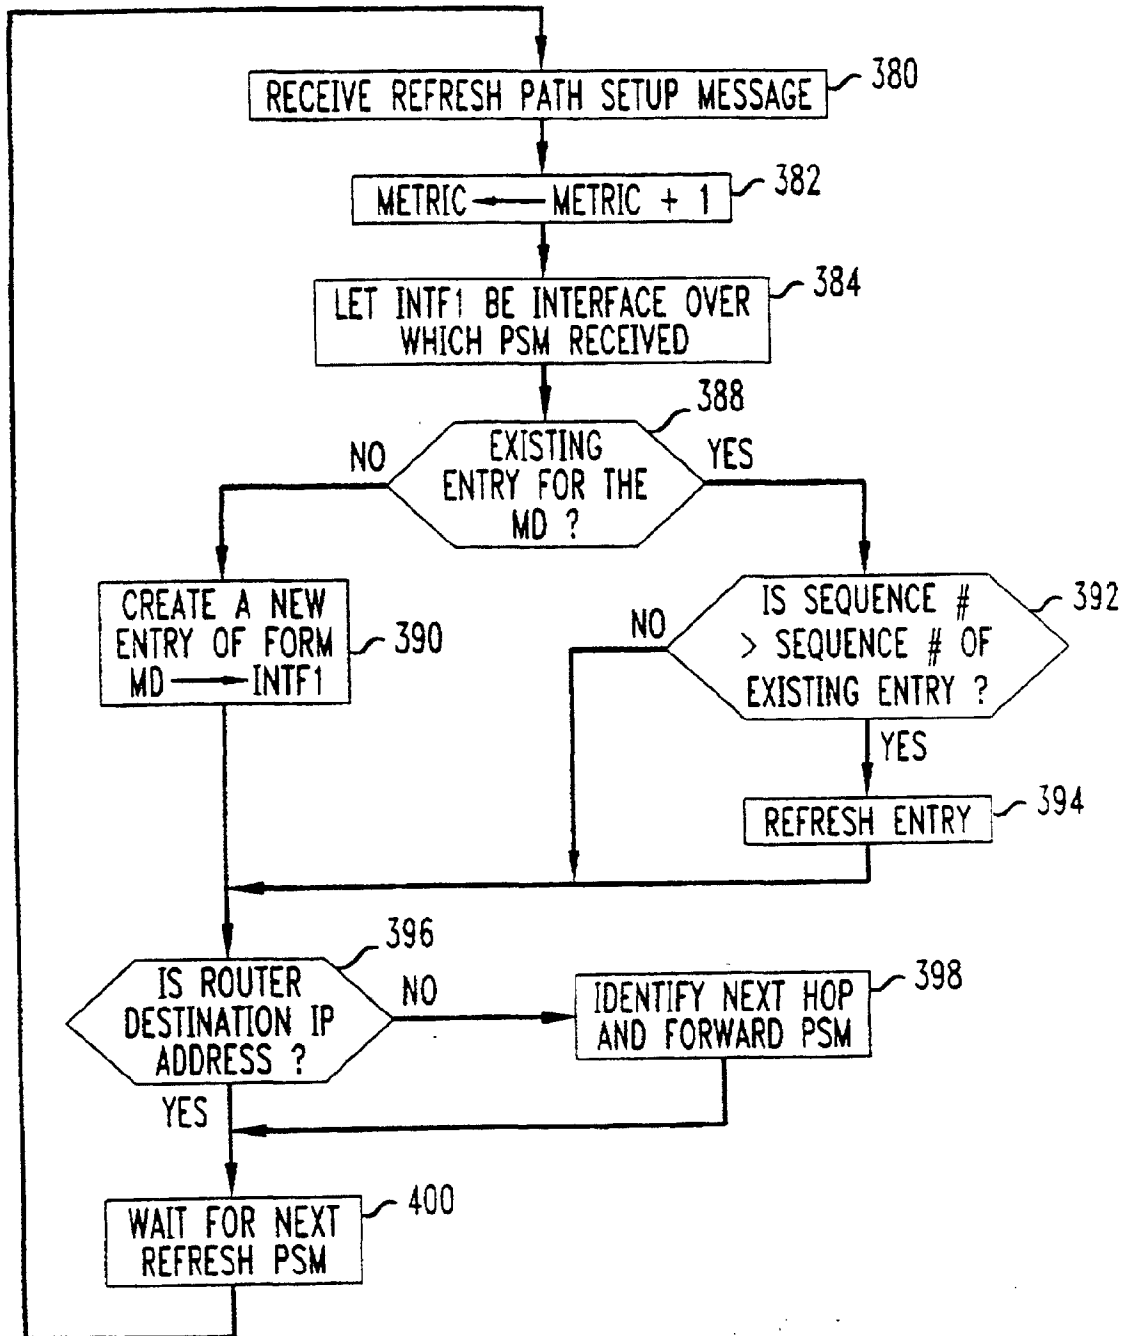 RECEIVE REFRESH PATH SETUP MESSAGE
380
METRIC ← METRIC + 1
382
LET INTF1 BE INTERFACE OVER
WHICH PSM RECEIVED
384
388
EXISTING
ENTRY FOR THE
MD ?
NO
YES
CREATE A NEW
ENTRY OF FORM
MD → INTF1
390
IS SEQUENCE #
> SEQUENCE # OF
EXISTING ENTRY ?
392
NO
YES
REFRESH ENTRY
394
396
IS ROUTER
DESTINATION IP
ADDRESS ?
NO
IDENTIFY NEXT HOP
AND FORWARD PSM
398
YES
WAIT FOR NEXT
REFRESH PSM
400